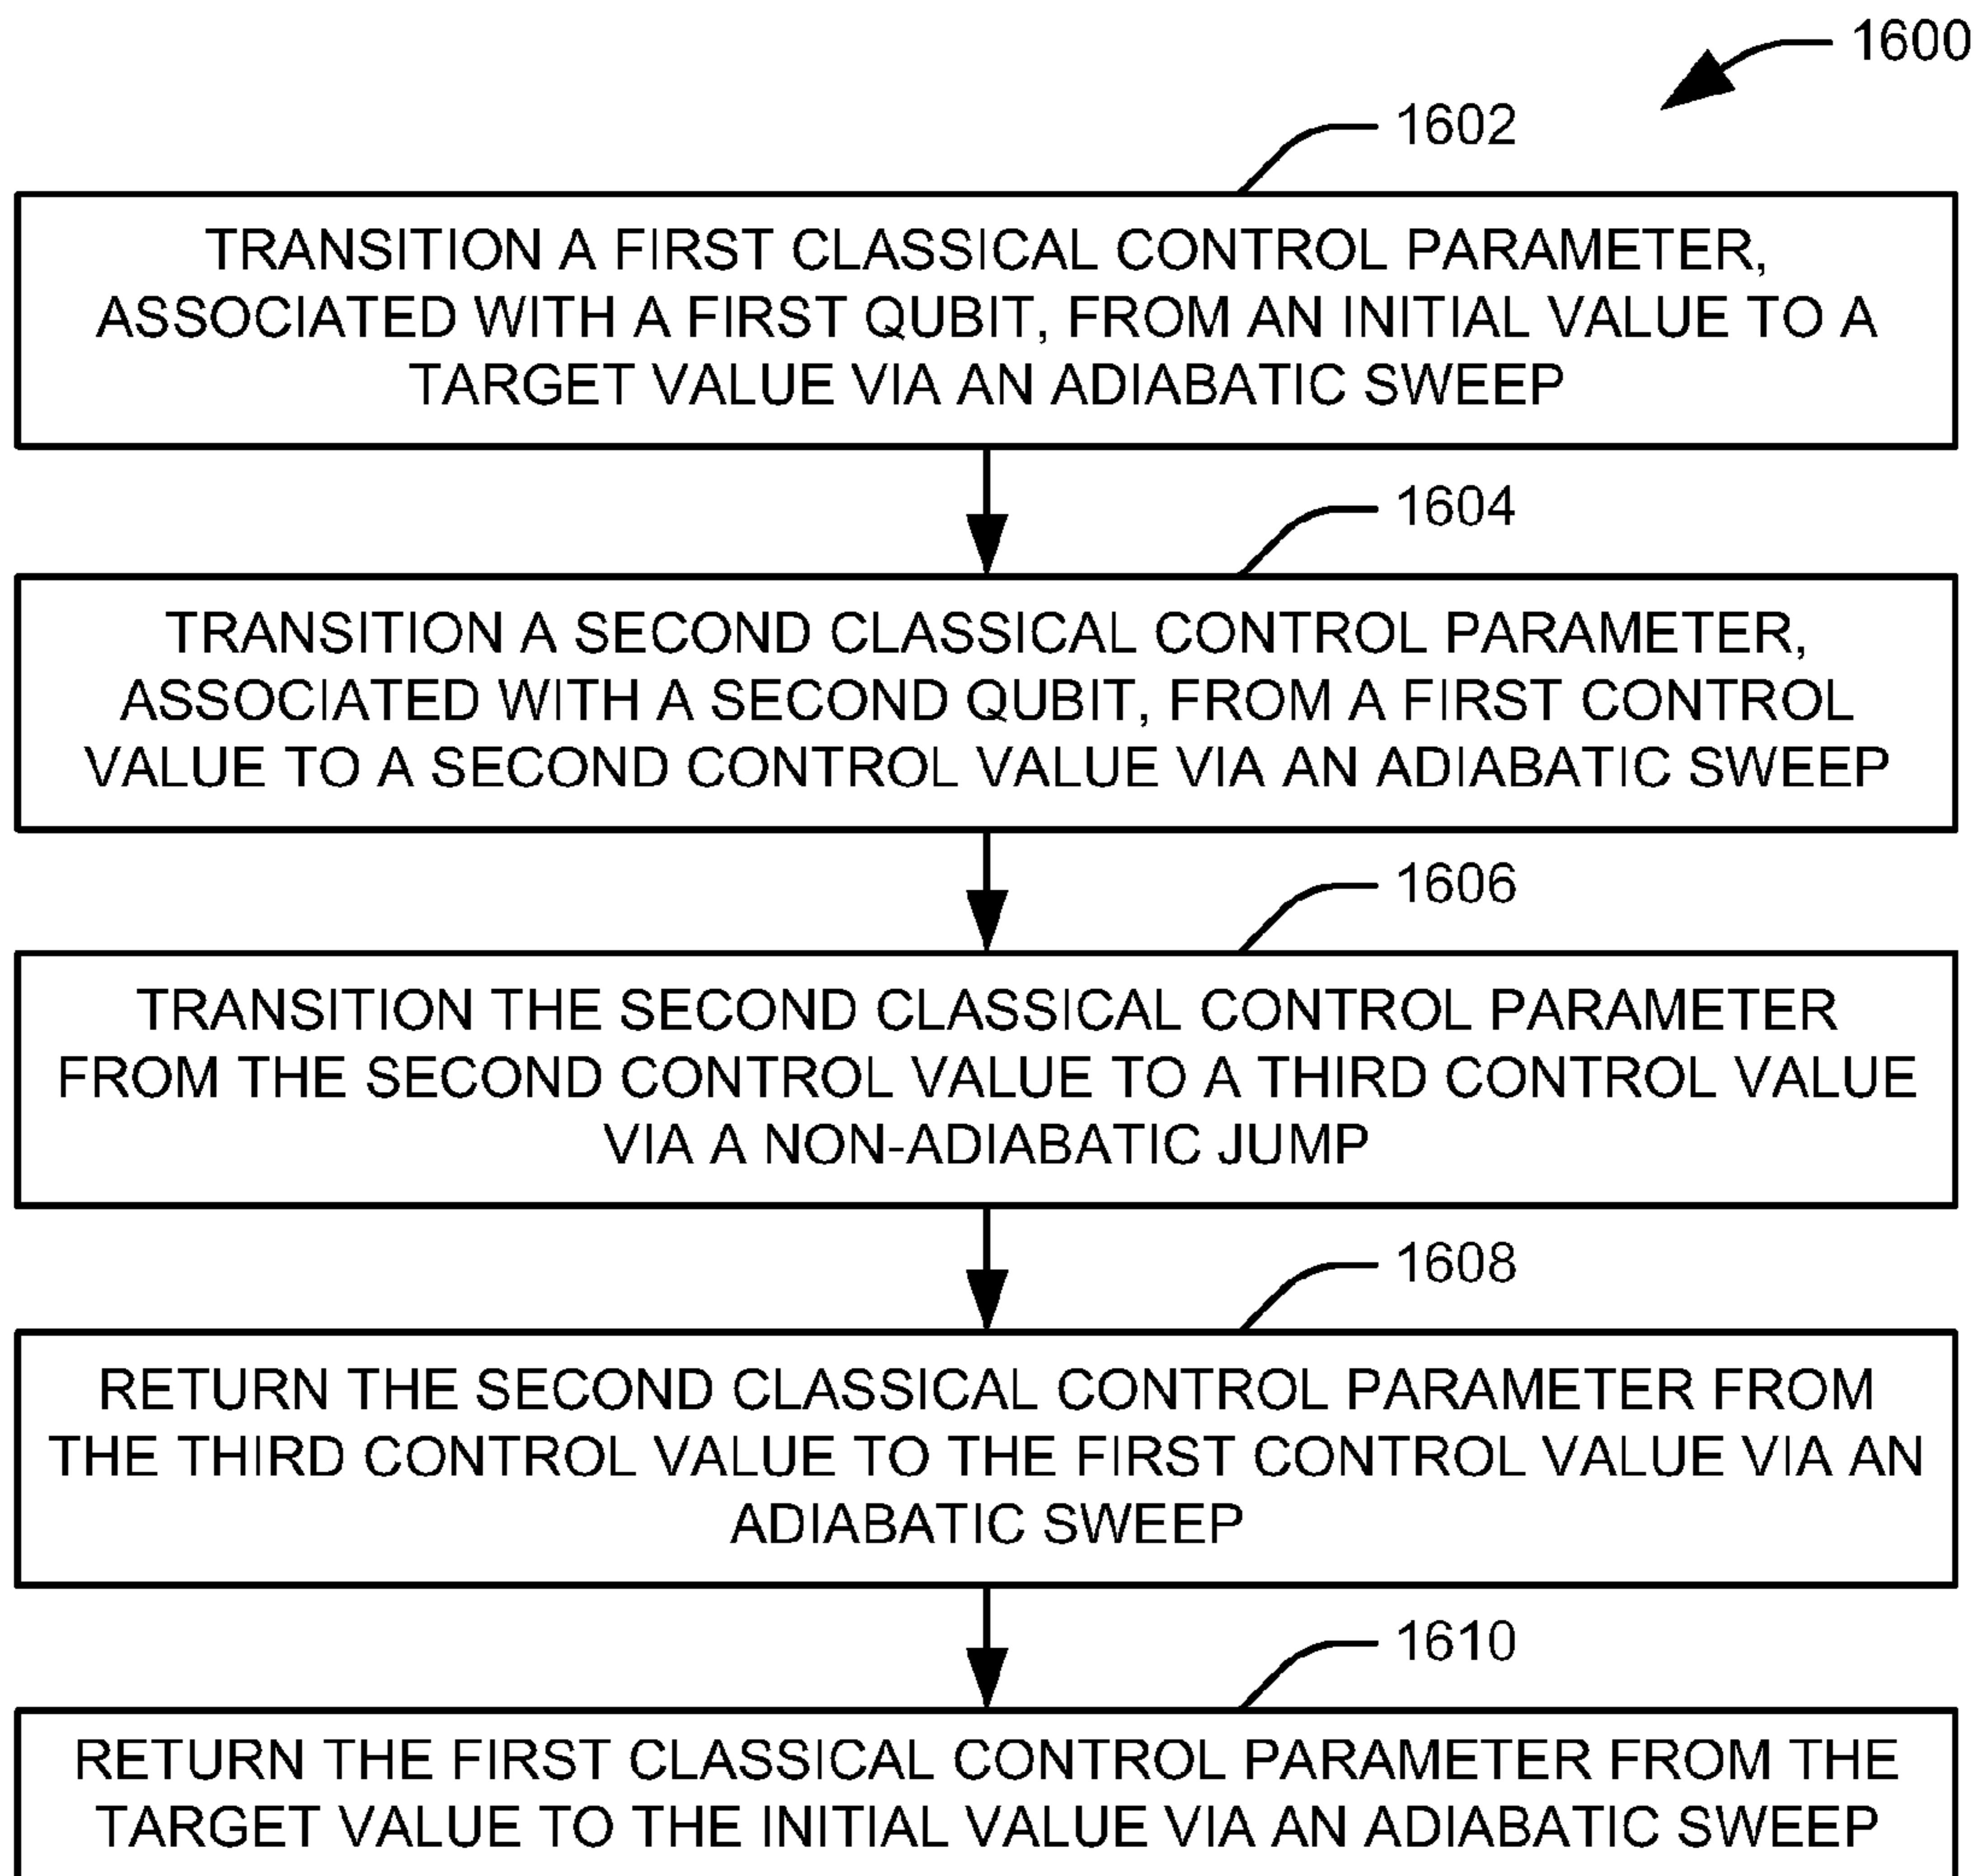 1600
1602
TRANSITION A FIRST CLASSICAL CONTROL PARAMETER,
ASSOCIATED WITH A FIRST QUBIT, FROM AN INITIAL VALUE TO A
TARGET VALUE VIA AN ADIABATIC SWEEP
1604
TRANSITION A SECOND CLASSICAL CONTROL PARAMETER,
ASSOCIATED WITH A SECOND QUBIT, FROM A FIRST CONTROL
VALUE TO A SECOND CONTROL VALUE VIA AN ADIABATIC SWEEP
1606
TRANSITION THE SECOND CLASSICAL CONTROL PARAMETER
FROM THE SECOND CONTROL VALUE TO A THIRD CONTROL VALUE
VIA A NON-ADIABATIC JUMP
1608
RETURN THE SECOND CLASSICAL CONTROL PARAMETER FROM
THE THIRD CONTROL VALUE TO THE FIRST CONTROL VALUE VIA AN
ADIABATIC SWEEP
1610
RETURN THE FIRST CLASSICAL CONTROL PARAMETER FROM THE
TARGET VALUE TO THE INITIAL VALUE VIA AN ADIABATIC SWEEP